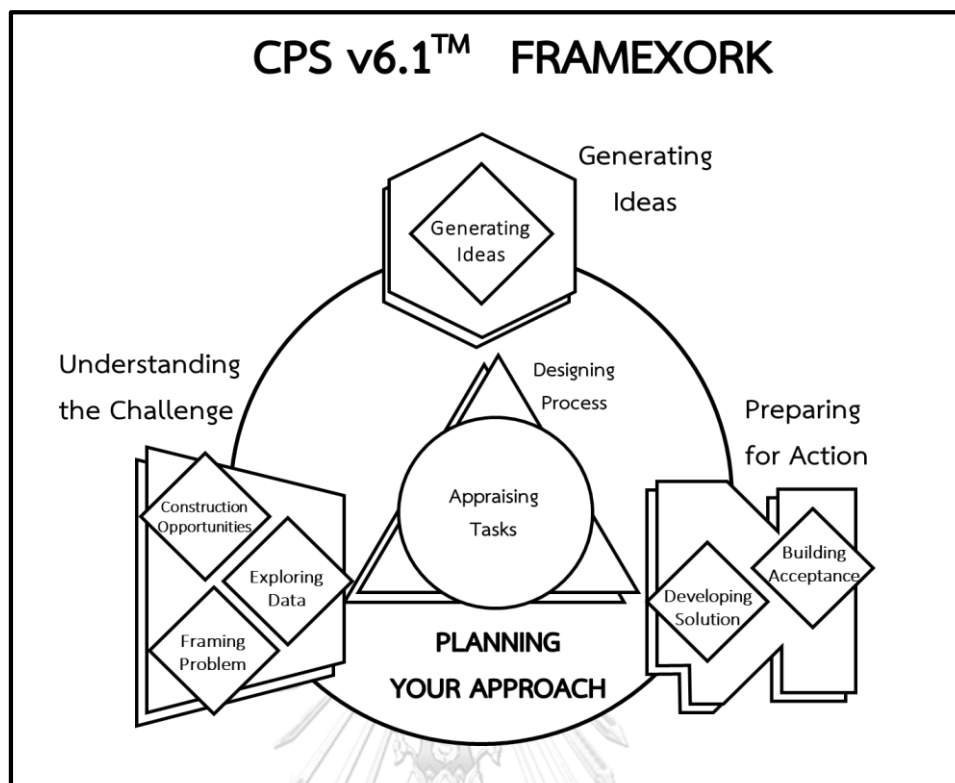 CPS v6.1™ FRAMEXORK
Generating
Ideas
Generating
Ideas
Understanding
the Challenge
Designing
Process
Preparing
for Action
Appraising
Tasks
Construction
Opportunities
Exploring
Data
Framing
Problem
Building
Acceptance
Developing
Solution
PLANNING
YOUR APPROACH